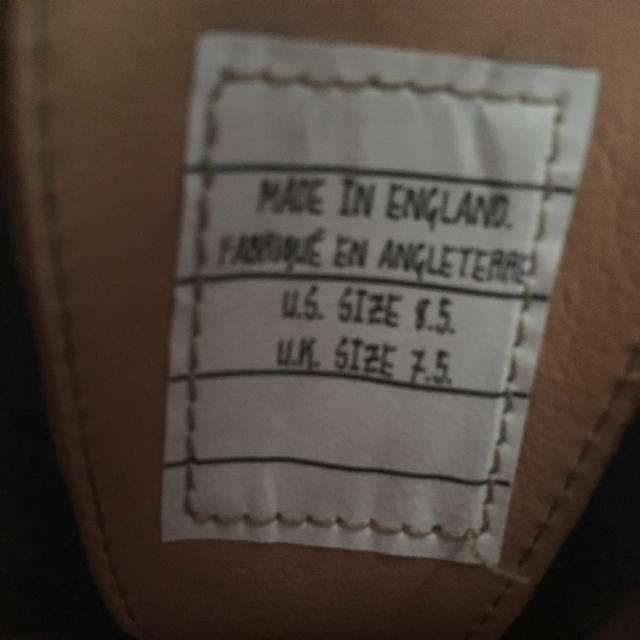 MADE IN ENGLAND.
FABRIQUÉ EN ANGLETERRE
U.S. SIZE 8.5.
U.K. SIZE 7.5.